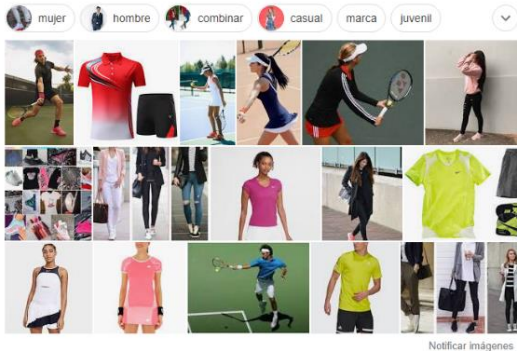 mujer
hombre
combinar
casual
marca
juvenil
Notificar imágenes